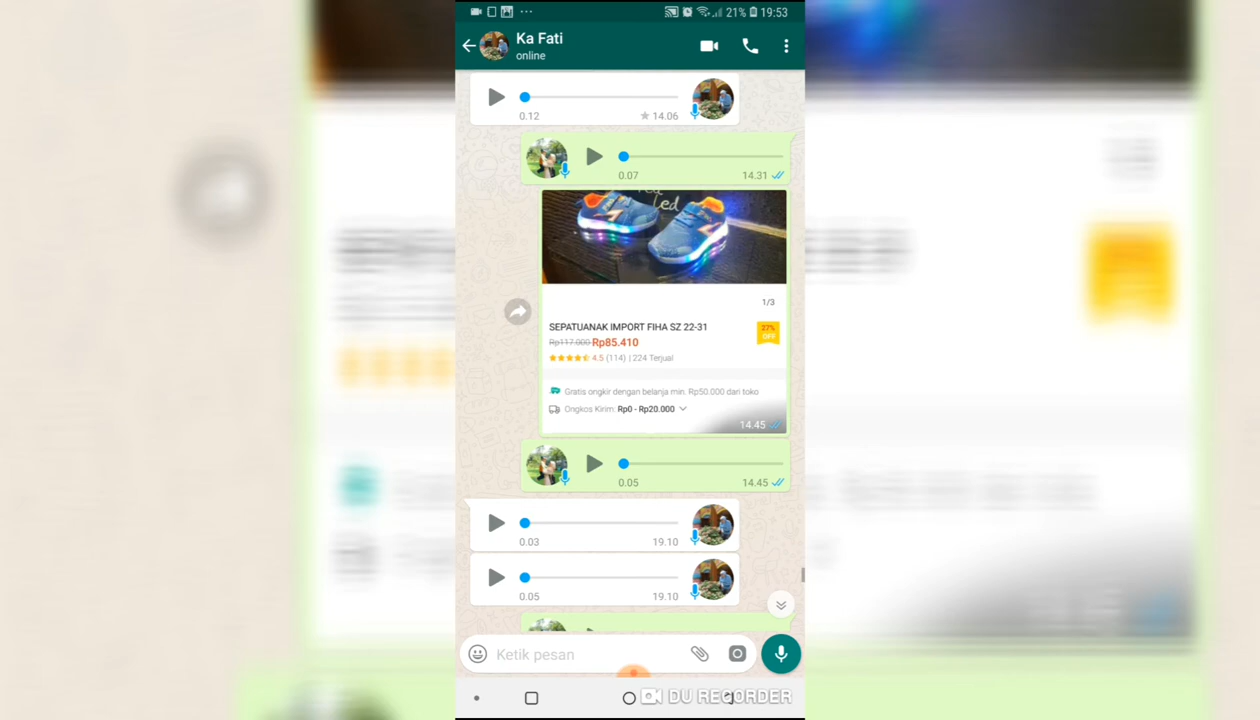 21% 19:53
Ka Fati
online
0.12 14.06
0.07 14.31
led
1/3
SEPATUANAK IMPORT FIHA SZ 22-31
27%
OFF
Rp117.000 Rp85.410
4.5 (114) | 224 Terjual
Gratis ongkir dengan belanja min. Rp50.000 dari toko
Ongkos Kirim: Rp0 - Rp20.000
14.45
0.05 14.45
0.03 19.10
0.05 19.10
Ketik pesan
DU RECORDER